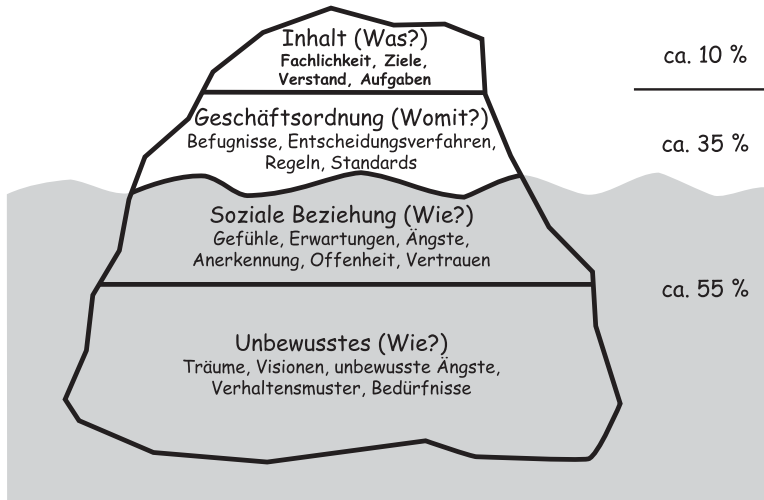 Inhalt (Was?)
Fachlichkeit, Ziele,
Verstand, Aufgaben
ca. 10 %
Geschäftsordnung (Womit?)
Befugnisse, Entscheidungsverfahren,
Regeln, Standards
ca. 35 %
Soziale Beziehung (Wie?)
Gefühle, Erwartungen, Ängste,
Anerkennung, Offenheit, Vertrauen
ca. 55 %
Unbewusstes (Wie?)
Träume, Visionen, unbewusste Ängste,
Verhaltensmuster, Bedürfnisse